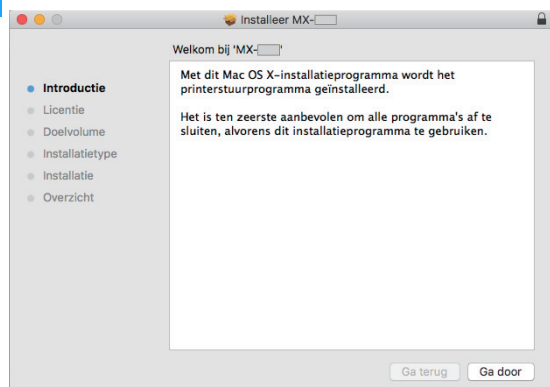 Installeer MX-
Welkom bij 'MX- '
Introductie
Licentie
Doelvolume
Installatietype
Installatie
Overzicht
Met dit Mac OS X-installatieprogramma wordt het
printerstuurprogramma geïnstalleerd.
Het is ten zeerste aanbevolen om alle programma's af te
sluiten, alvorens dit installatieprogramma te gebruiken.
Ga terug
Ga door